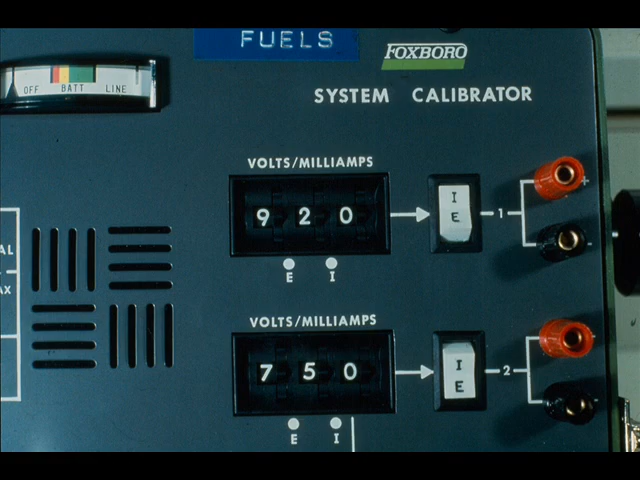 FUELS
FOXBORO
SYSTEM CALIBRATOR
OFF BATT LINE
VOLTS/MILLIAMPS
9 2 0
I
E
1
+
-
E I
VOLTS/MILLIAMPS
7 5 0
I
E
2
E I